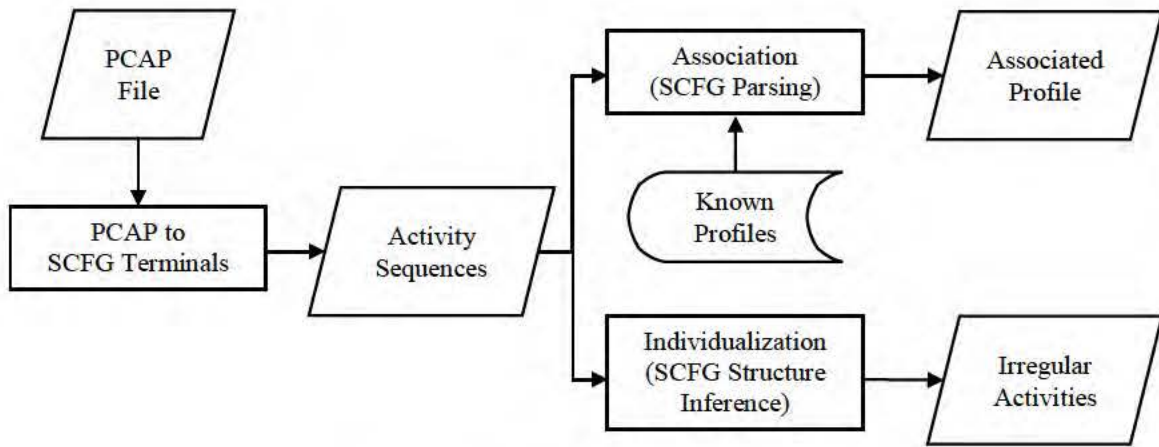 PCAP
File
PCAP to
SCFG Terminals
Activity
Sequences
Association
(SCFG Parsing)
Known
Profiles
Associated
Profile
Individualization
(SCFG Structure
Inference)
Irregular
Activities